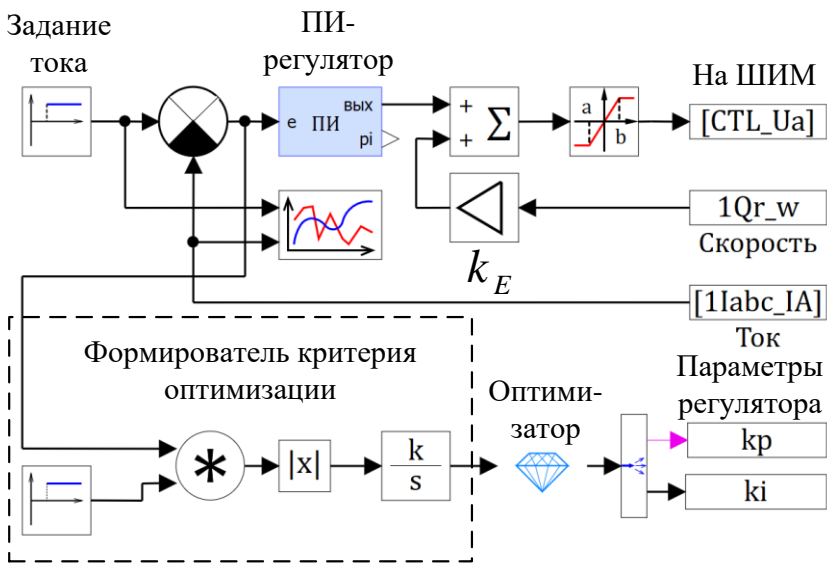 Задание
тока
ПИ-
регулятор
На ШИМ
e ПИ вых
pi
+
+
Σ
a
b
[CTL_Ua]
1Qr_w
Скорость
k_E
[1Iabc_IA]
Ток
Формирователь критерия
оптимизации
Оптими-
затор
Параметры
регулятора
*
|x|
k
s
kp
ki